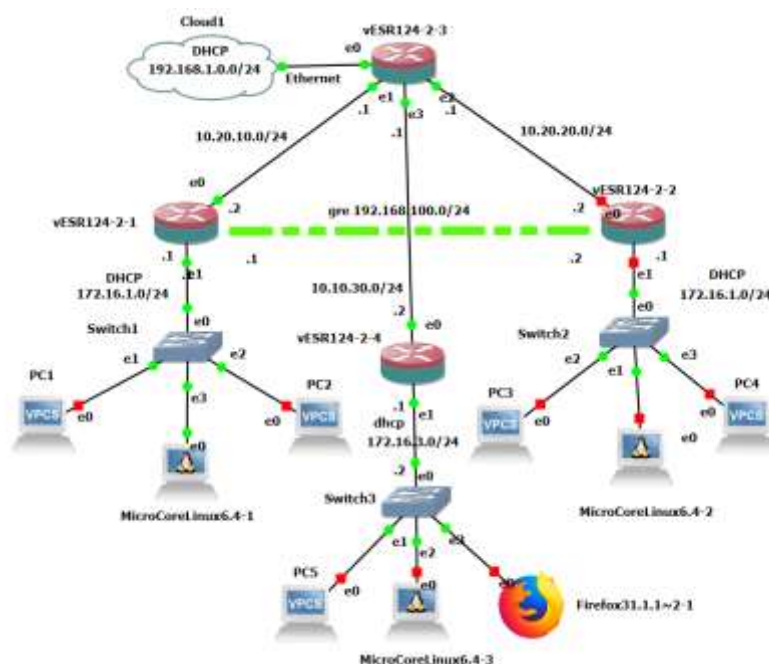 Cloud1
vESR124-2-3
e0
DHCP
192.168.1.0.0/24
Ethernet
e1
e2
.1
e3
.1
.1
10.20.10.0/24
10.20.20.0/24
e0
vESR124-2-2
.2
gre 192.168.100.0/24
.2
e0
vESR124-2-1
.1
.1
.2
.1
e1
e1
DHCP
172.16.1.0/24
10.10.30.0/24
DHCP
172.16.1.0/24
.2
e0
e0
e0
Switch1
vESR124-2-4
Switch2
e1
e2
e2
e1
e3
PC1
e3
PC2
.1
e1
PC3
PC4
dhcp
172.16.3.0/24
VPCS
e0
e0
VPCS
VPCS
e0
e0
VPCS
e0
.2
e0
e0
MicroCoreLinux6.4-1
Switch3
MicroCoreLinux6.4-2
e1
e2
e3
PC5
VPCS
e0
e0
e0
Firefox31.1.1~2-1
MicroCoreLinux6.4-3